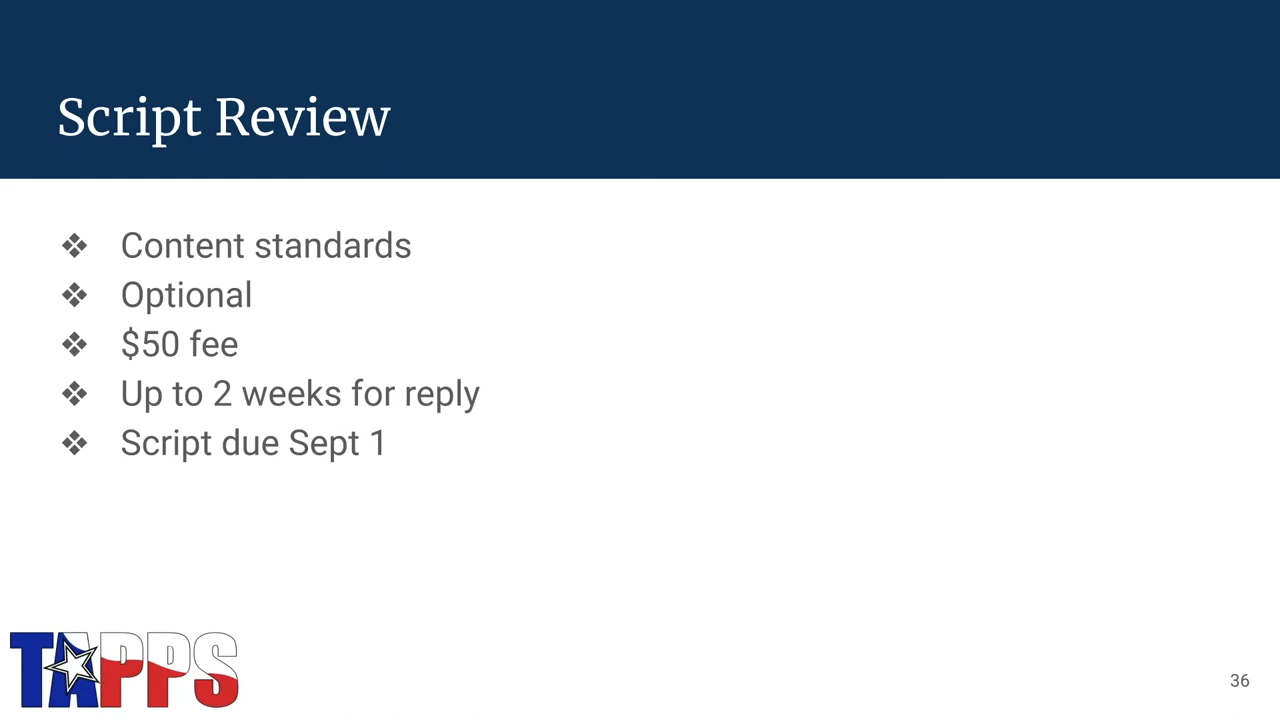 Script Review
❖ Content standards
❖ Optional
❖ $50 fee
❖ Up to 2 weeks for reply
❖ Script due Sept 1
TAPPS
36